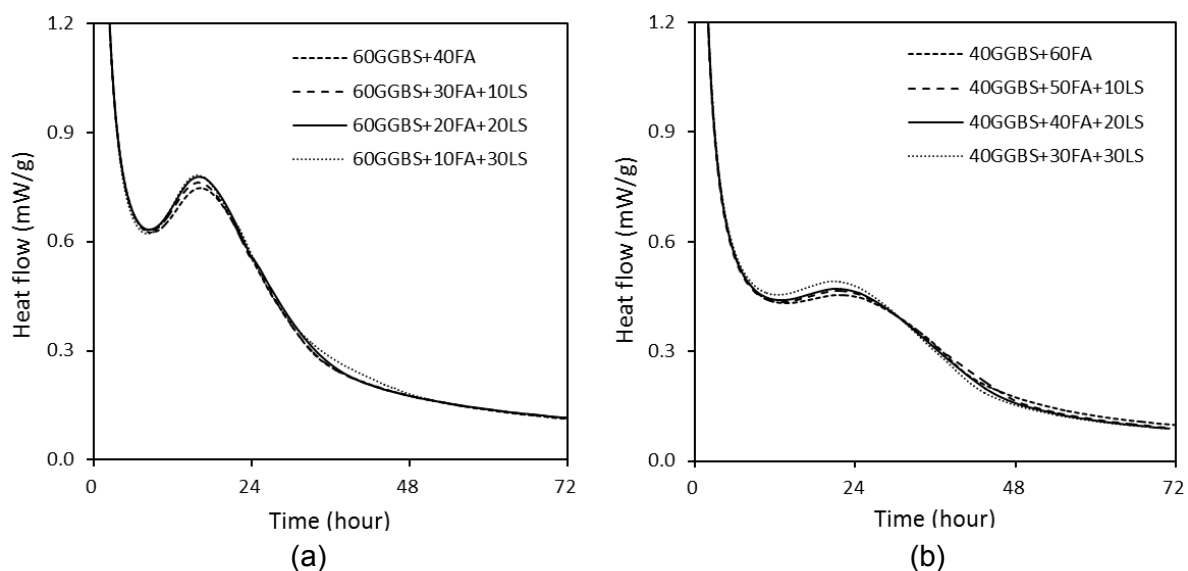 1.2
0.9
0.6
0.3
0.0
Heat flow (mW/g)
60GGBS+40FA
60GGBS+30FA+10LS
60GGBS+20FA+20LS
60GGBS+10FA+30LS
0 24 48 72
Time (hour)
(a)
1.2
0.9
0.6
0.3
0.0
Heat flow (mW/g)
40GGBS+60FA
40GGBS+50FA+10LS
40GGBS+40FA+20LS
40GGBS+30FA+30LS
0 24 48 72
Time (hour)
(b)